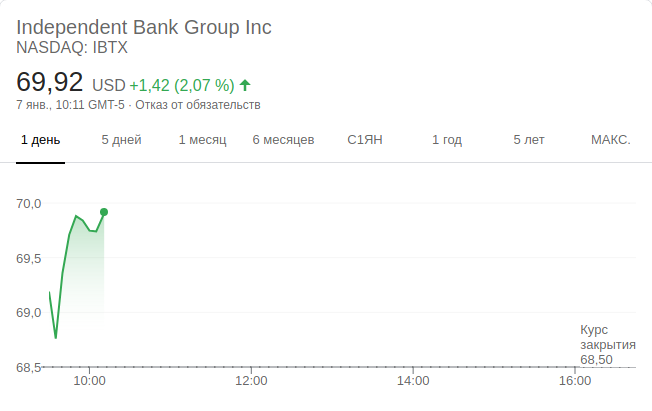 Independent Bank Group Inc
NASDAQ: IBTX
69,92 USD +1,42 (2,07 %)
7 янв., 10:11 GMT-5 · Отказ от обязательств
1 день 5 дней 1 месяц 6 месяцев С1ЯН 1 год 5 лет МАКС.
70,0
69,5
69,0
Курс
закрытия
68,50
68,5
10:00 12:00 14:00 16:00